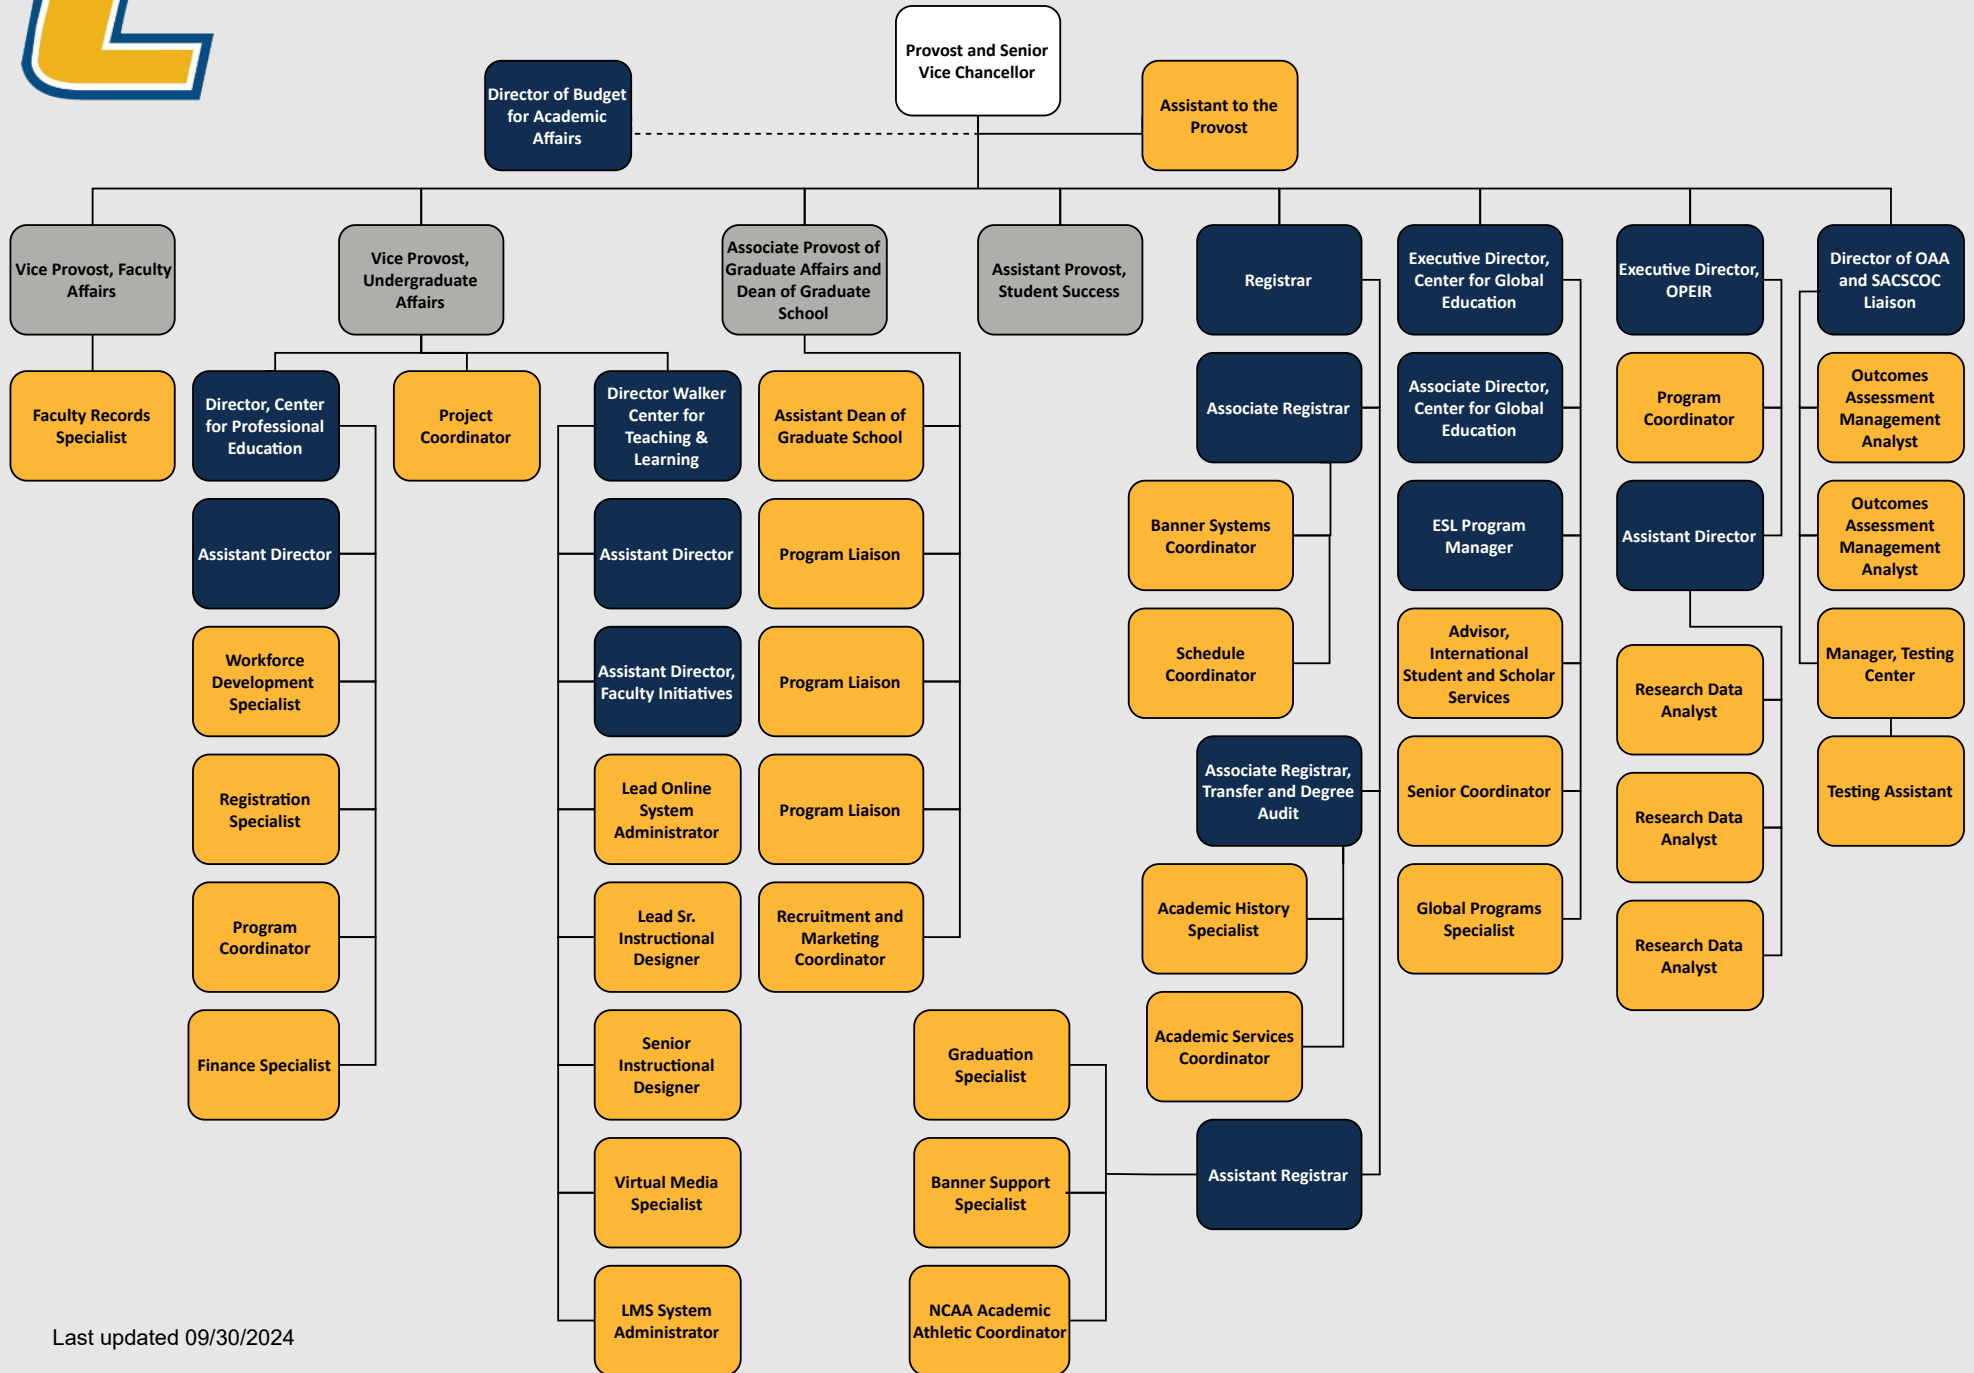 Provost and Senior
Vice Chancellor
Director of Budget
for Academic
Affairs
Assistant to the
Provost
Vice Provost, Faculty
Affairs
Vice Provost,
Undergraduate
Affairs
Associate Provost of
Graduate Affairs and
Dean of Graduate
School
Assistant Provost,
Student Success
Registrar
Executive Director,
Center for Global
Education
Executive Director,
OPEIR
Director of OAA
and SACSCOC
Liaison
Faculty Records
Specialist
Director, Center
for Professional
Education
Project
Coordinator
Director Walker
Center for
Teaching &
Learning
Assistant Dean of
Graduate School
Associate Registrar
Associate Director,
Center for Global
Education
Program
Coordinator
Outcomes
Assessment
Management
Analyst
Assistant Director
Assistant Director
Program Liaison
Banner Systems
Coordinator
ESL Program
Manager
Assistant Director
Outcomes
Assessment
Management
Analyst
Workforce
Development
Specialist
Assistant Director,
Faculty Initiatives
Program Liaison
Schedule
Coordinator
Advisor,
International
Student and Scholar
Services
Research Data
Analyst
Manager, Testing
Center
Registration
Specialist
Lead Online
System
Administrator
Program Liaison
Associate Registrar,
Transfer and Degree
Audit
Senior Coordinator
Research Data
Analyst
Testing Assistant
Program
Coordinator
Lead Sr.
Instructional
Designer
Recruitment and
Marketing
Coordinator
Academic History
Specialist
Global Programs
Specialist
Research Data
Analyst
Finance Specialist
Senior
Instructional
Designer
Graduation
Specialist
Academic Services
Coordinator
Virtual Media
Specialist
Banner Support
Specialist
Assistant Registrar
LMS System
Administrator
NCAA Academic
Athletic Coordinator
Last updated 09/30/2024